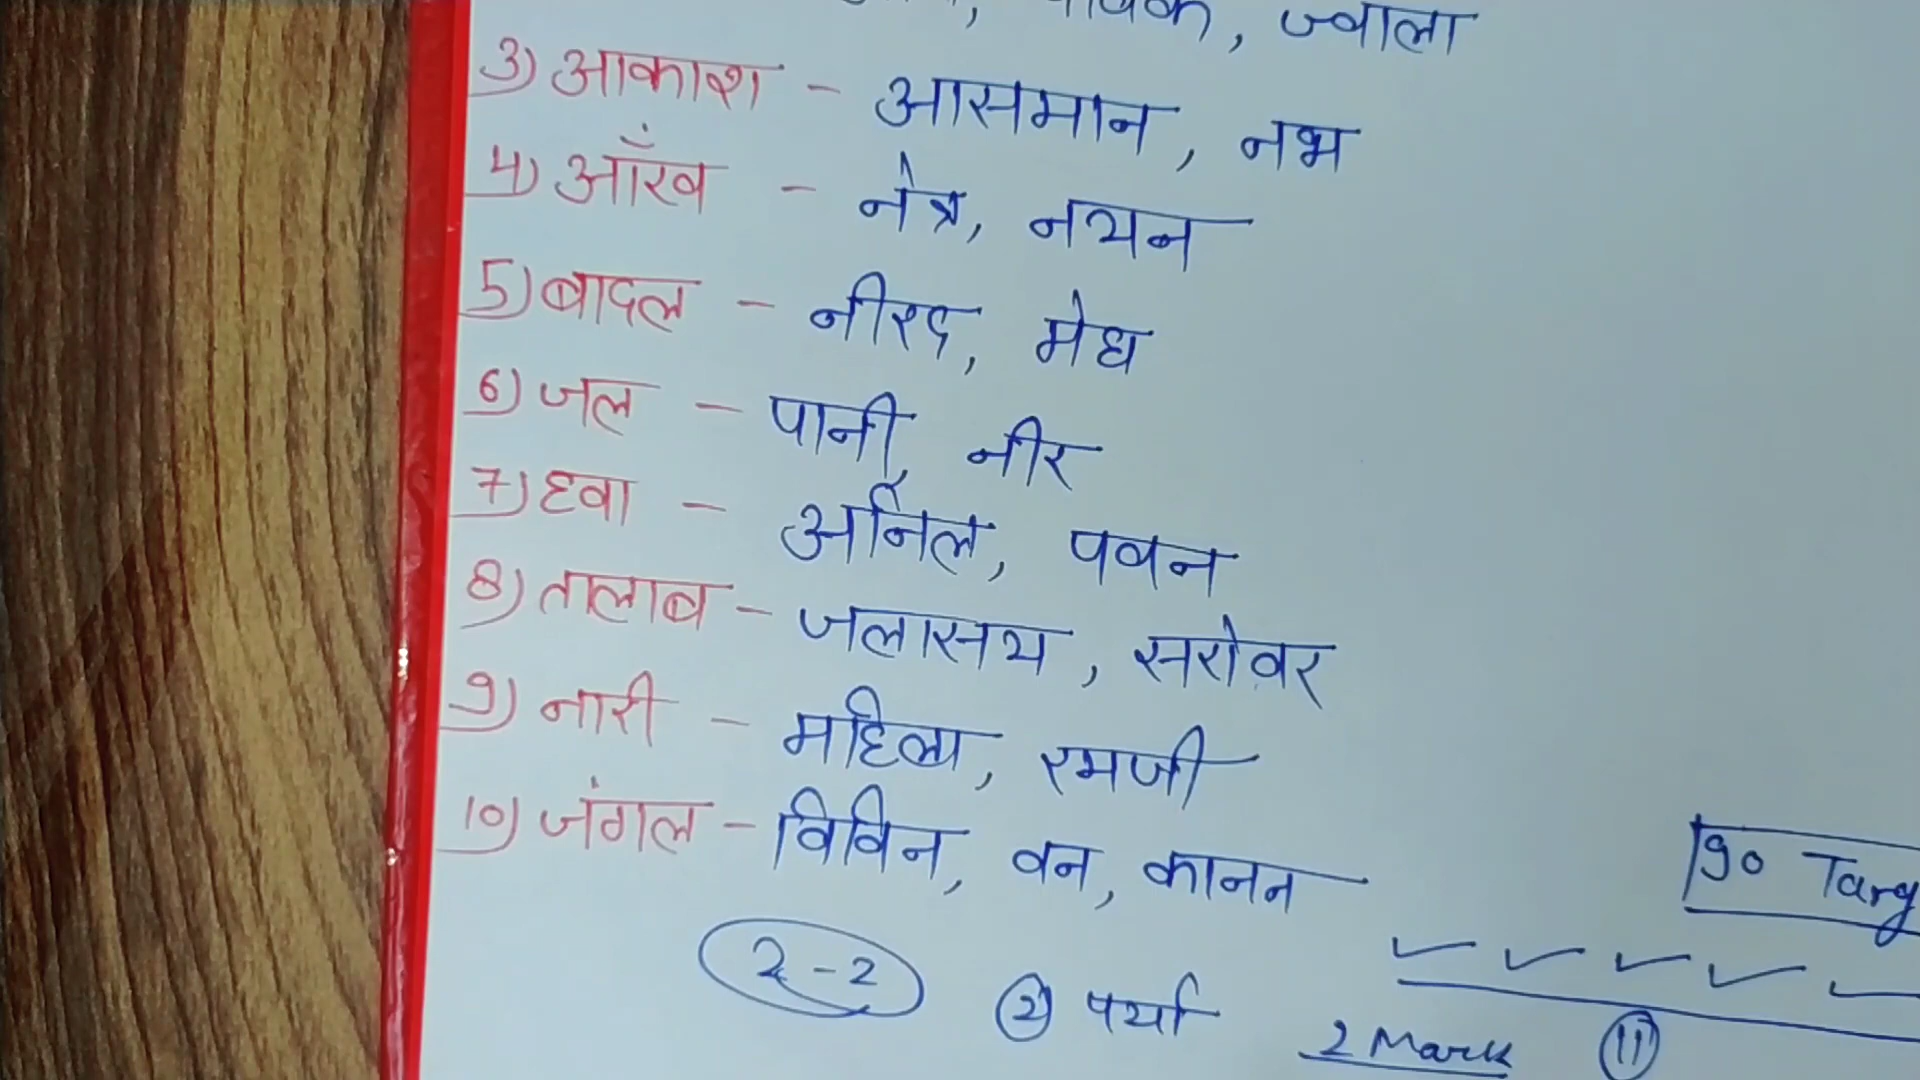 , ज्वाला
3) आकाश - आसमान, नभ
4) आँख - नेत्र, नयन
5) बादल - नीरद, मेघ
6) जल - पानी, नीर
7) हवा - अनिल, पवन
8) तालाब - जलासय, सरोवर
9) नारी - महिला, रमणी
10) जंगल - विविन, वन, कानन
90 Targ
2-2
② पर्या
2 Mark
11